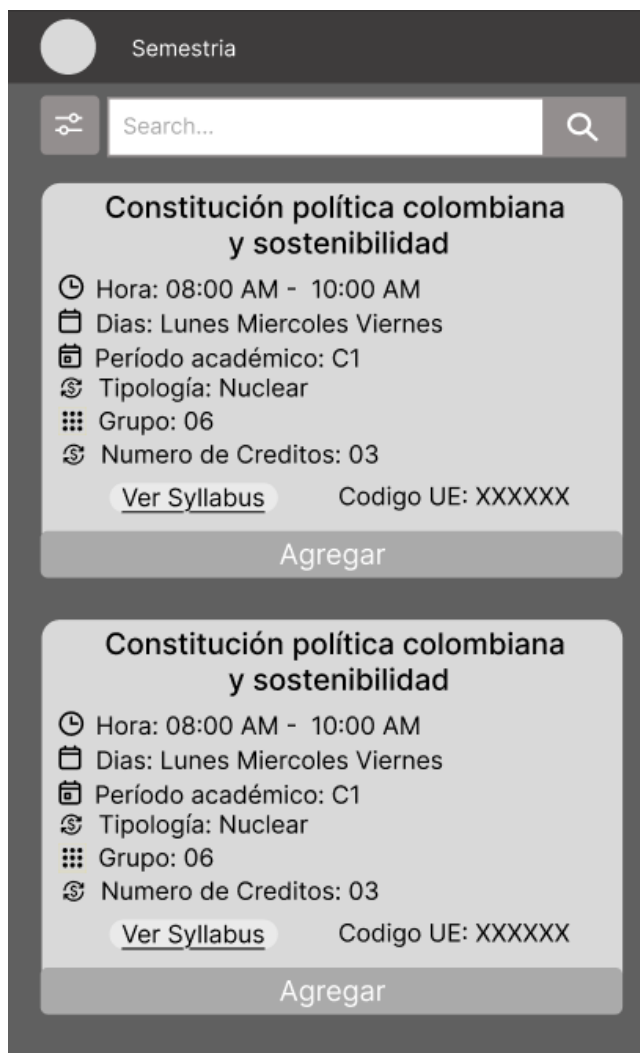 Semestria
Search...
Constitución política colombiana
y sostenibilidad
Hora: 08:00 AM - 10:00 AM
Dias: Lunes Miercoles Viernes
Período académico: C1
Tipología: Nuclear
Grupo: 06
Numero de Creditos: 03
Ver Syllabus Codigo UE: XXXXXX
Agregar
Constitución política colombiana
y sostenibilidad
Hora: 08:00 AM - 10:00 AM
Dias: Lunes Miercoles Viernes
Período académico: C1
Tipología: Nuclear
Grupo: 06
Numero de Creditos: 03
Ver Syllabus Codigo UE: XXXXXX
Agregar